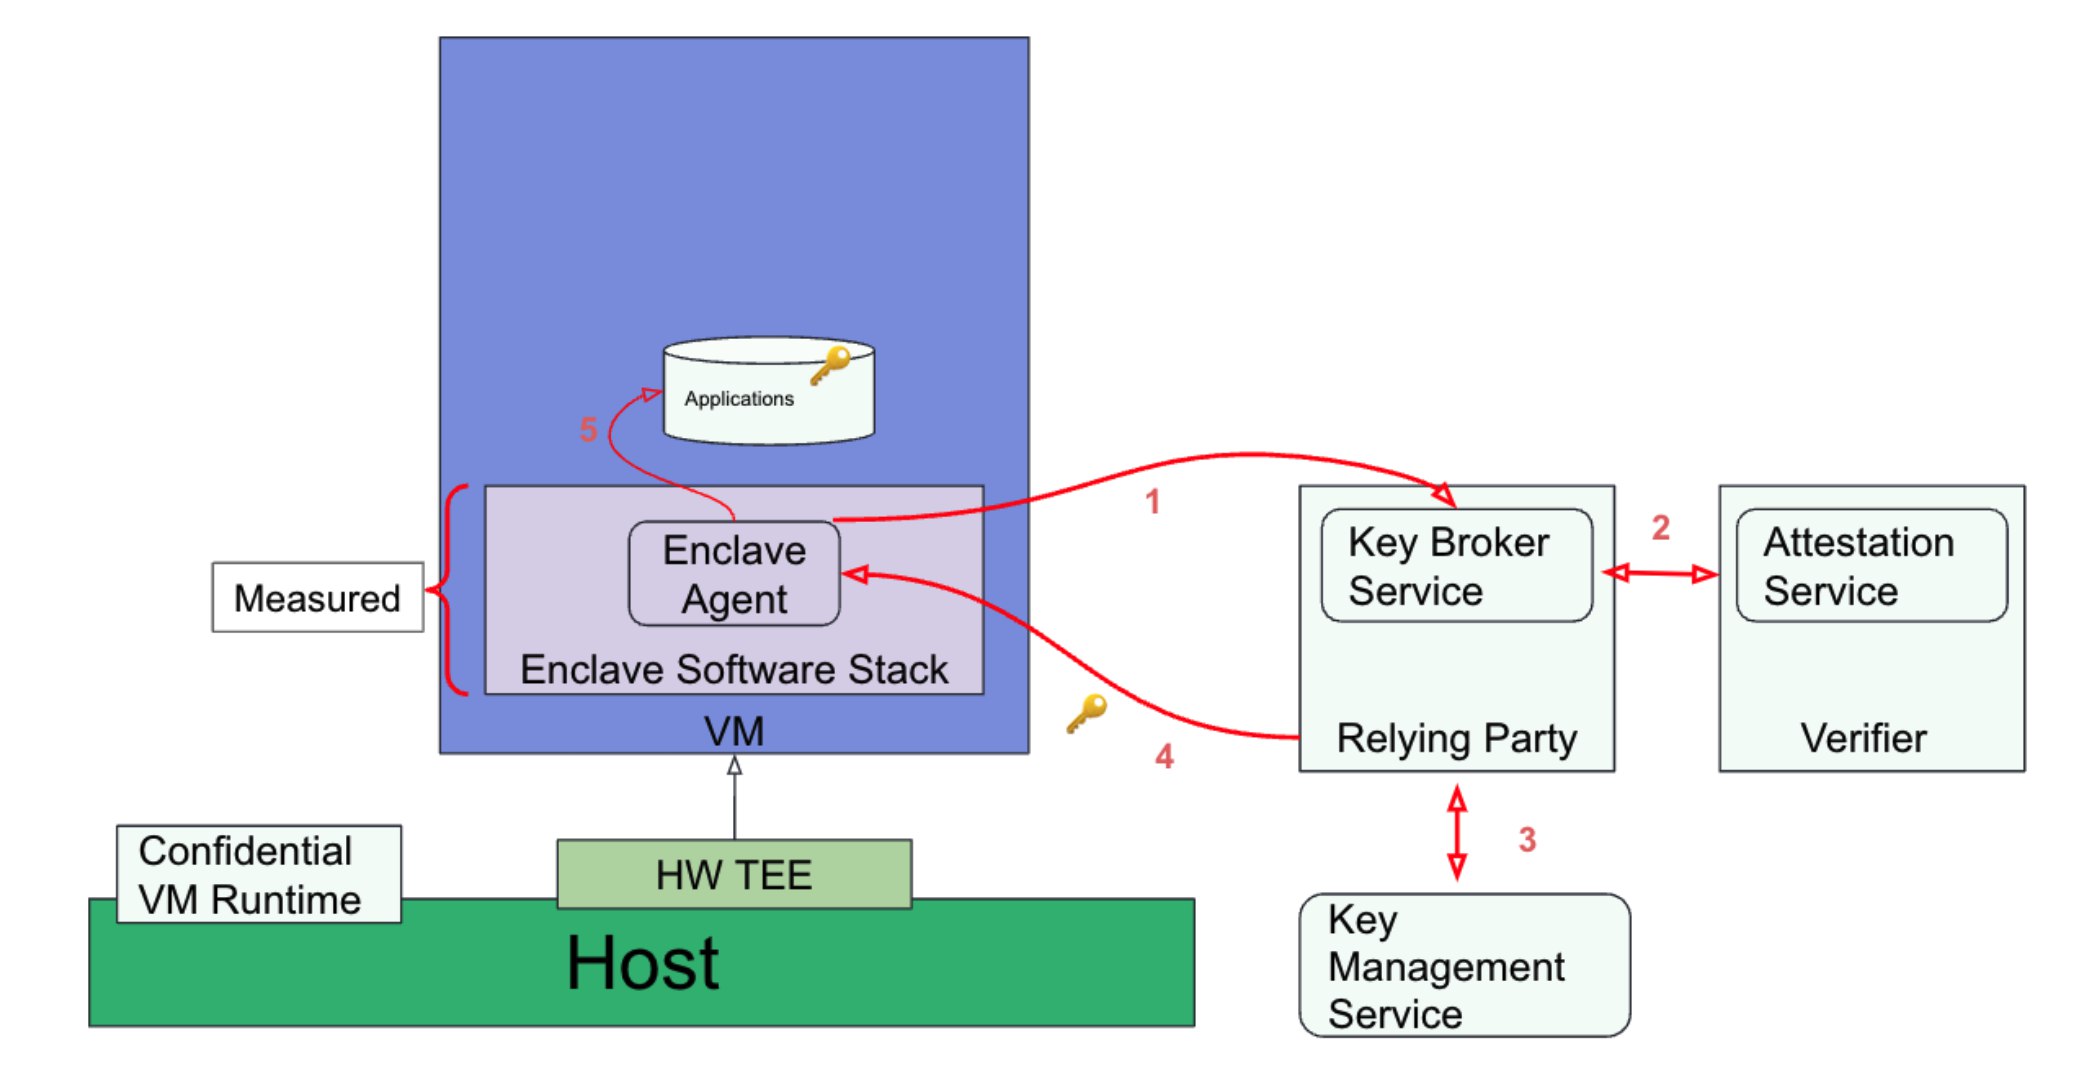 Applications
5
1
Enclave
Agent
Enclave Software Stack
VM
Measured
Key Broker
Service
Relying Party
2
Attestation
Service
Verifier
4
3
Confidential
VM Runtime
HW TEE
Host
Key
Management
Service